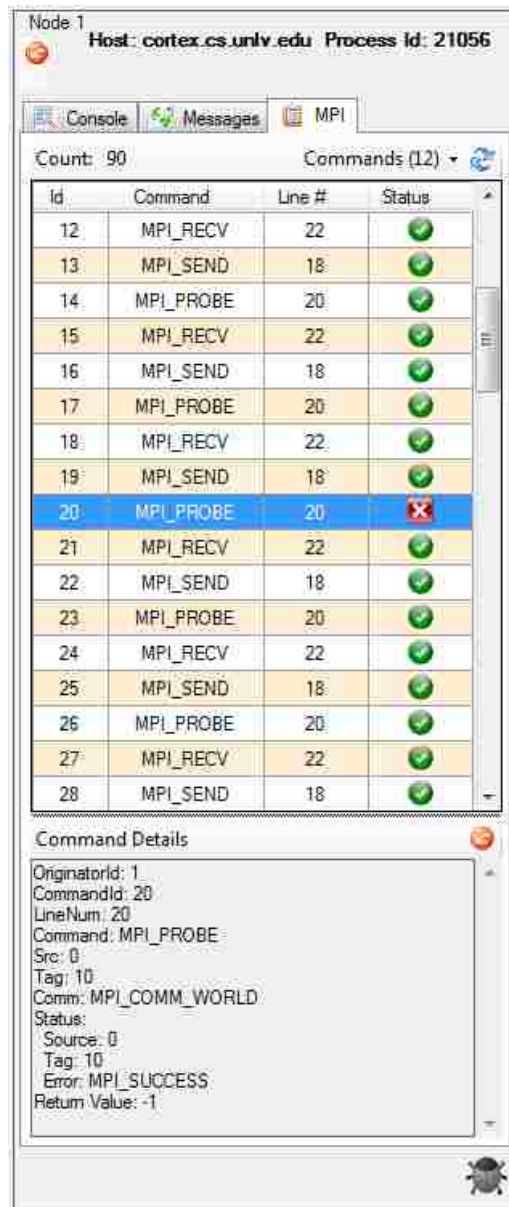 Node 1
Host: cortex.cs.unlv.edu Process Id: 21056
Console Messages MPI
Count: 90 Commands (12)
Id Command Line # Status
12 MPI_RECV 22
13 MPI_SEND 18
14 MPI_PROBE 20
15 MPI_RECV 22
16 MPI_SEND 18
17 MPI_PROBE 20
18 MPI_RECV 22
19 MPI_SEND 18
20 MPI_PROBE 20
21 MPI_RECV 22
22 MPI_SEND 18
23 MPI_PROBE 20
24 MPI_RECV 22
25 MPI_SEND 18
26 MPI_PROBE 20
27 MPI_RECV 22
28 MPI_SEND 18
Command Details
OriginatorId: 1
CommandId: 20
LineNum: 20
Command: MPI_PROBE
Src: 0
Tag: 10
Comm: MPI_COMM_WORLD
Status:
Source: 0
Tag: 10
Error: MPI_SUCCESS
Return Value: -1